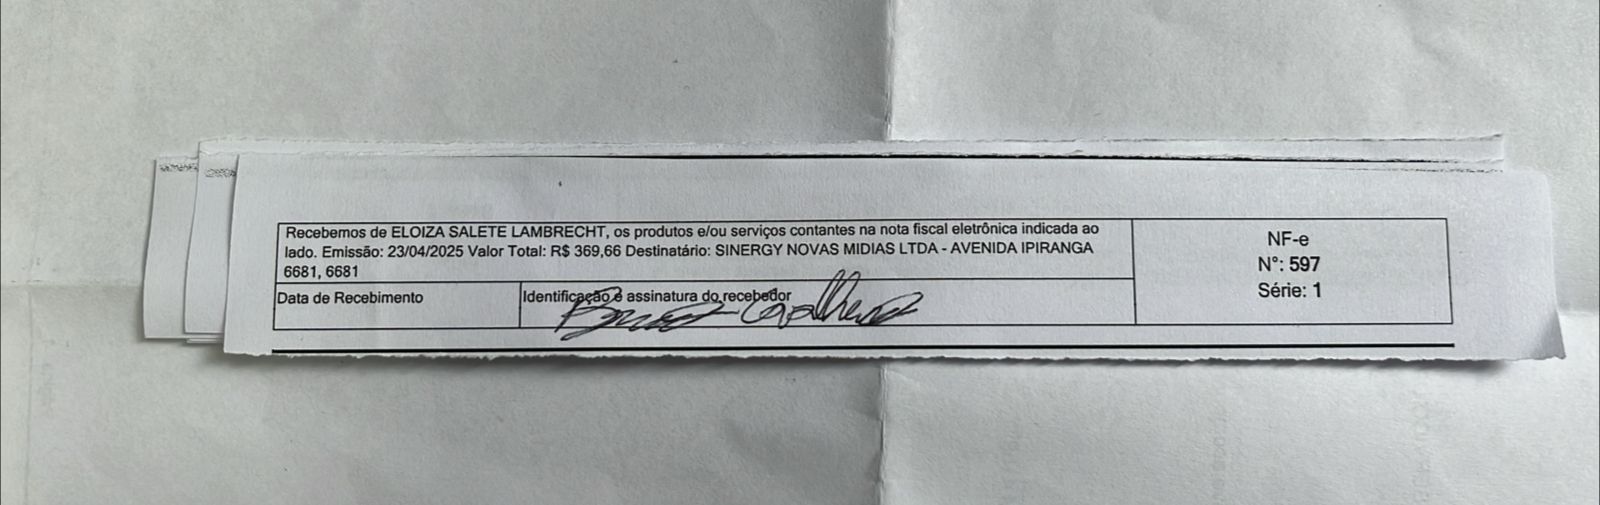 Recebemos de ELOIZA SALETE LAMBRECHT, os produtos e/ou serviços contantes na nota fiscal eletrônica indicada ao
lado. Emissão: 23/04/2025 Valor Total: R$ 369,66 Destinatário: SINERGY NOVAS MIDIAS LTDA - AVENIDA IPIRANGA
6681, 6681
Data de Recebimento
Identificação e assinatura do recebedor
NF-e
N°: 597
Série: 1